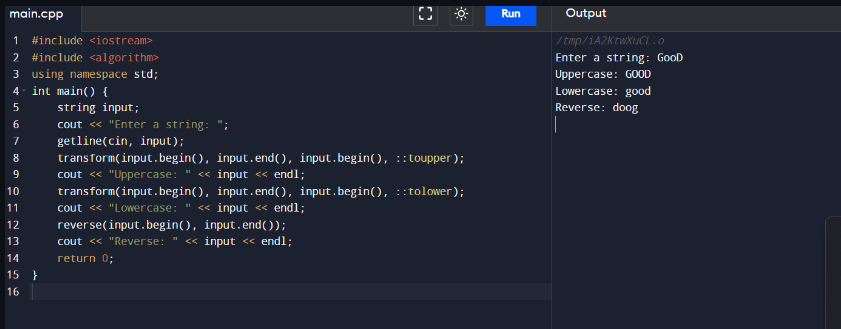 main.cpp
Run
Output
1 #include <iostream>
2 #include <algorithm>
3 using namespace std;
4 int main() {
5 string input;
6 cout << "Enter a string: ";
7 getline(cin, input);
8 transform(input.begin(), input.end(), input.begin(), ::toupper);
9 cout << "Uppercase: " << input << endl;
10 transform(input.begin(), input.end(), input.begin(), ::tolower);
11 cout << "Lowercase: " << input << endl;
12 reverse(input.begin(), input.end());
13 cout << "Reverse: " << input << endl;
14 return 0;
15 }
16
/tmp/iA2KtwXuCL.o
Enter a string: GooD
Uppercase: GOOD
Lowercase: good
Reverse: doog